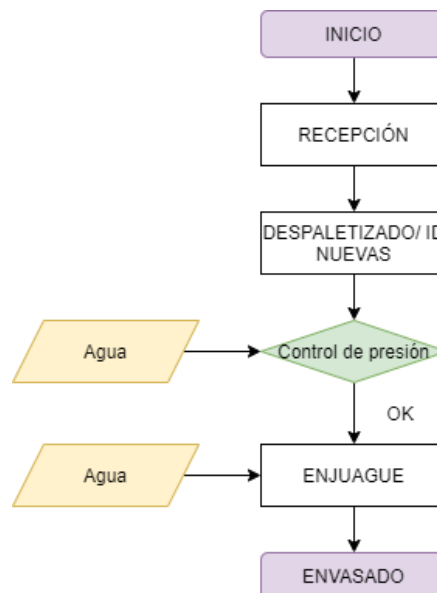 INICIO
RECEPCIÓN
DESPALETIZADO/
NUEVAS
Agua
Control de presión
OK
Agua
ENJUAGUE
ENVASADO